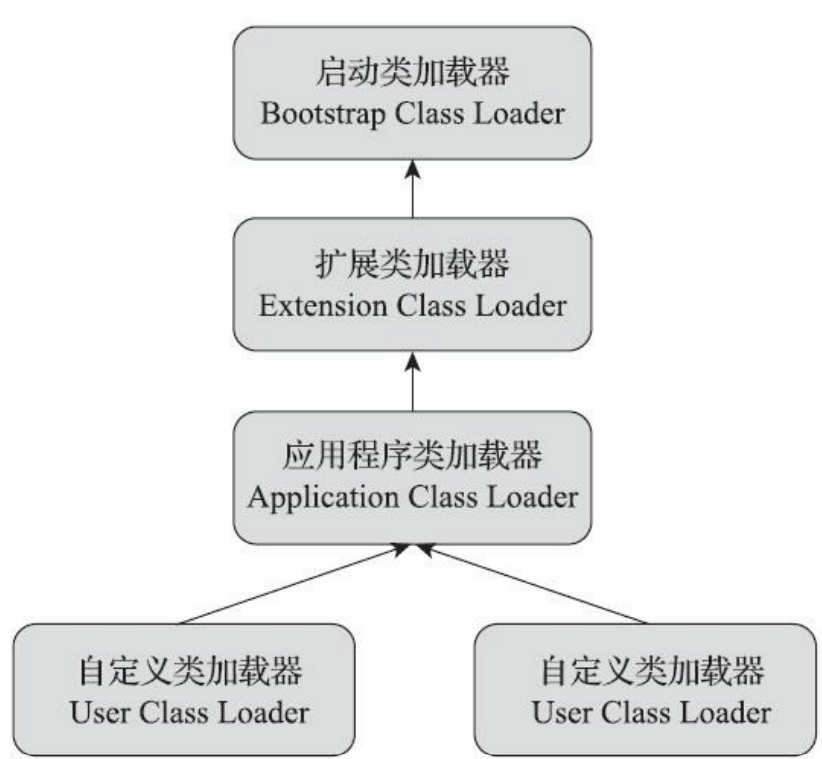 启动类加载器
Bootstrap Class Loader
扩展类加载器
Extension Class Loader
应用程序类加载器
Application Class Loader
自定义类加载器
User Class Loader
自定义类加载器
User Class Loader